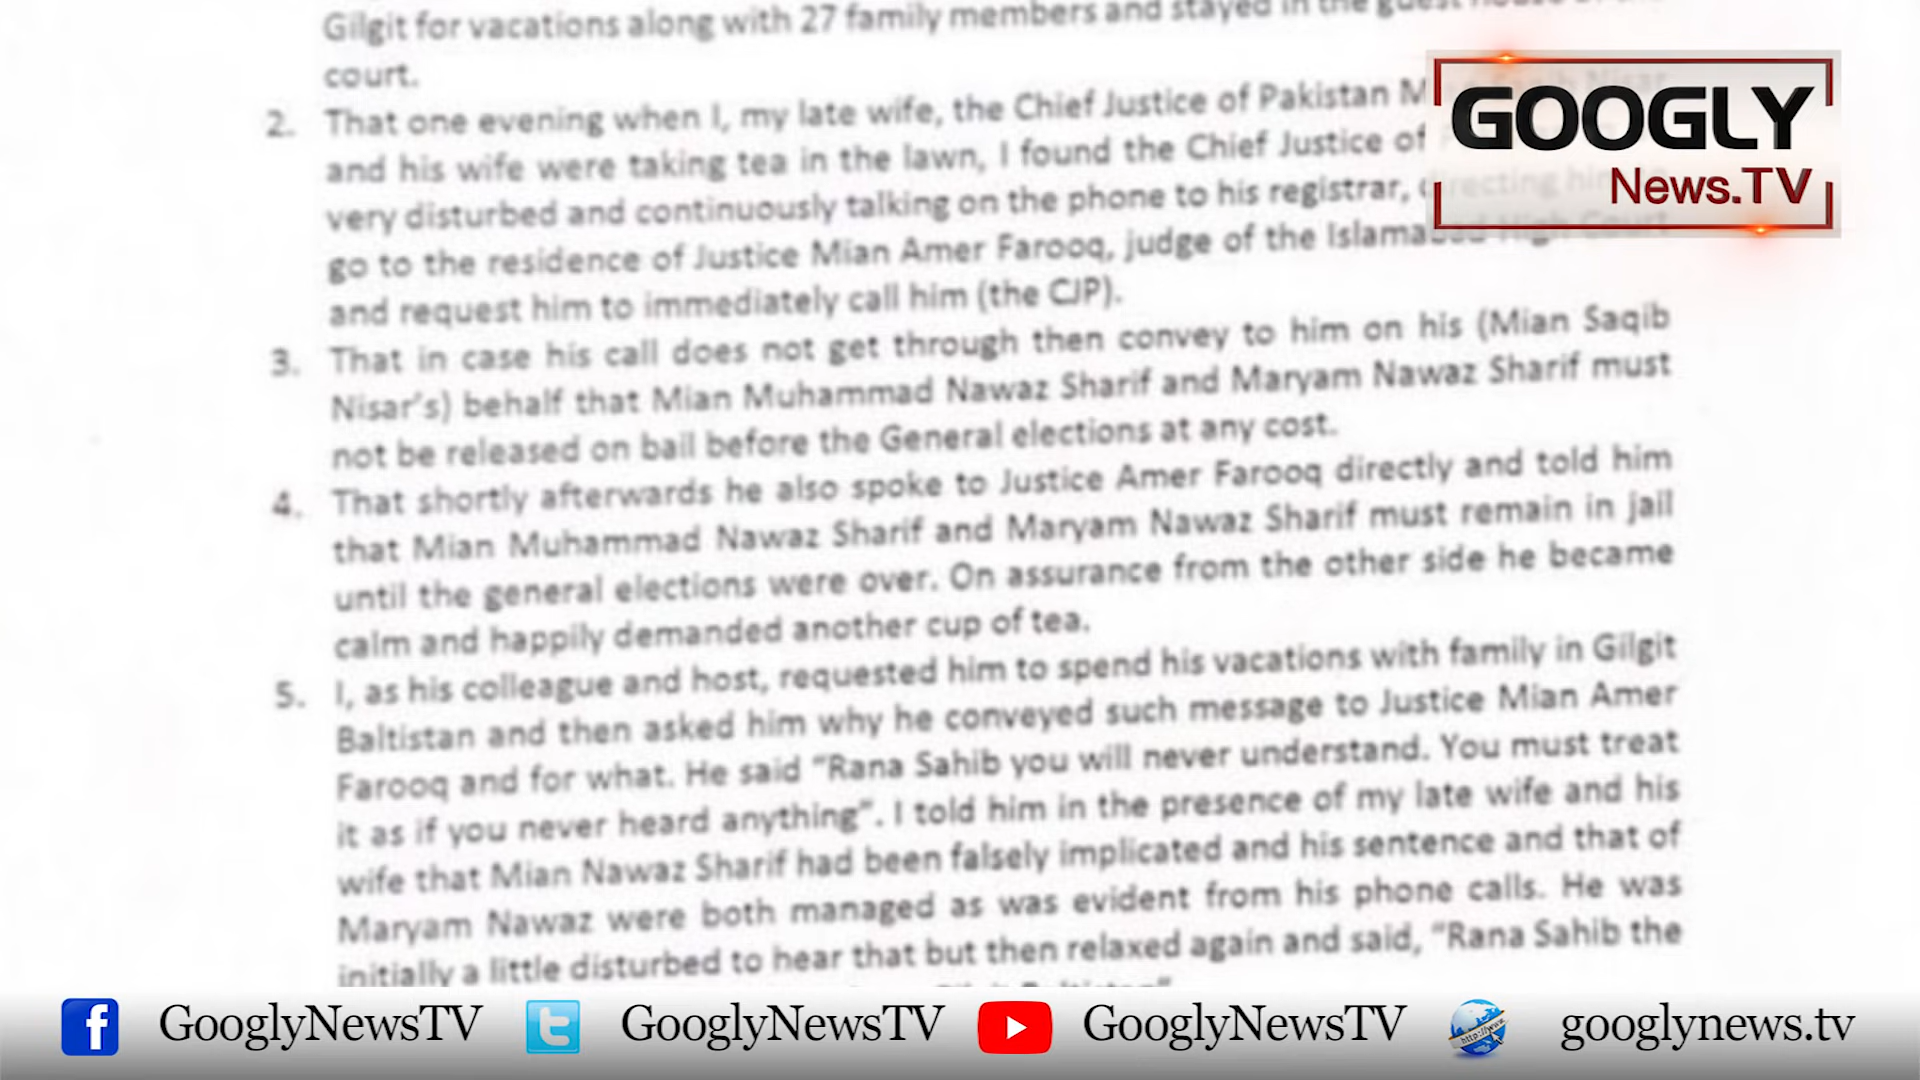 Gilgit for vacations along with 27 family members and stayed in the guest house of the
court.
2. That one evening when I, my late wife, the Chief Justice of Pakistan
and his wife were taking tea in the lawn, I found the Chief Justice of
very disturbed and continuously talking on the phone to his registrar, directing him
go to the residence of Justice Mian Amer Farooq, judge of the Islamabad High Court
and request him to immediately call him (the CJP).
3. That in case his call does not get through then convey to him on his (Mian Saqib
Nisar's) behalf that Mian Muhammad Nawaz Sharif and Maryam Nawaz Sharif must
not be released on bail before the General elections at any cost.
4. That shortly afterwards he also spoke to Justice Amer Farooq directly and told him
that Mian Muhammad Nawaz Sharif and Maryam Nawaz Sharif must remain in jail
until the general elections were over. On assurance from the other side he became
calm and happily demanded another cup of tea.
5. I, as his colleague and host, requested him to spend his vacations with family in Gilgit
Baltistan and then asked him why he conveyed such message to Justice Mian Amer
Farooq and for what. He said “Rana Sahib you will never understand. You must treat
it as if you never heard anything”. I told him in the presence of my late wife and his
wife that Mian Nawaz Sharif had been falsely implicated and his sentence and that of
Maryam Nawaz were both managed as was evident from his phone calls. He was
initially a little disturbed to hear that but then relaxed again and said, “Rana Sahib the
GOOGLY
News.TV
GooglyNewsTV GooglyNewsTV GooglyNewsTV googlynews.tv